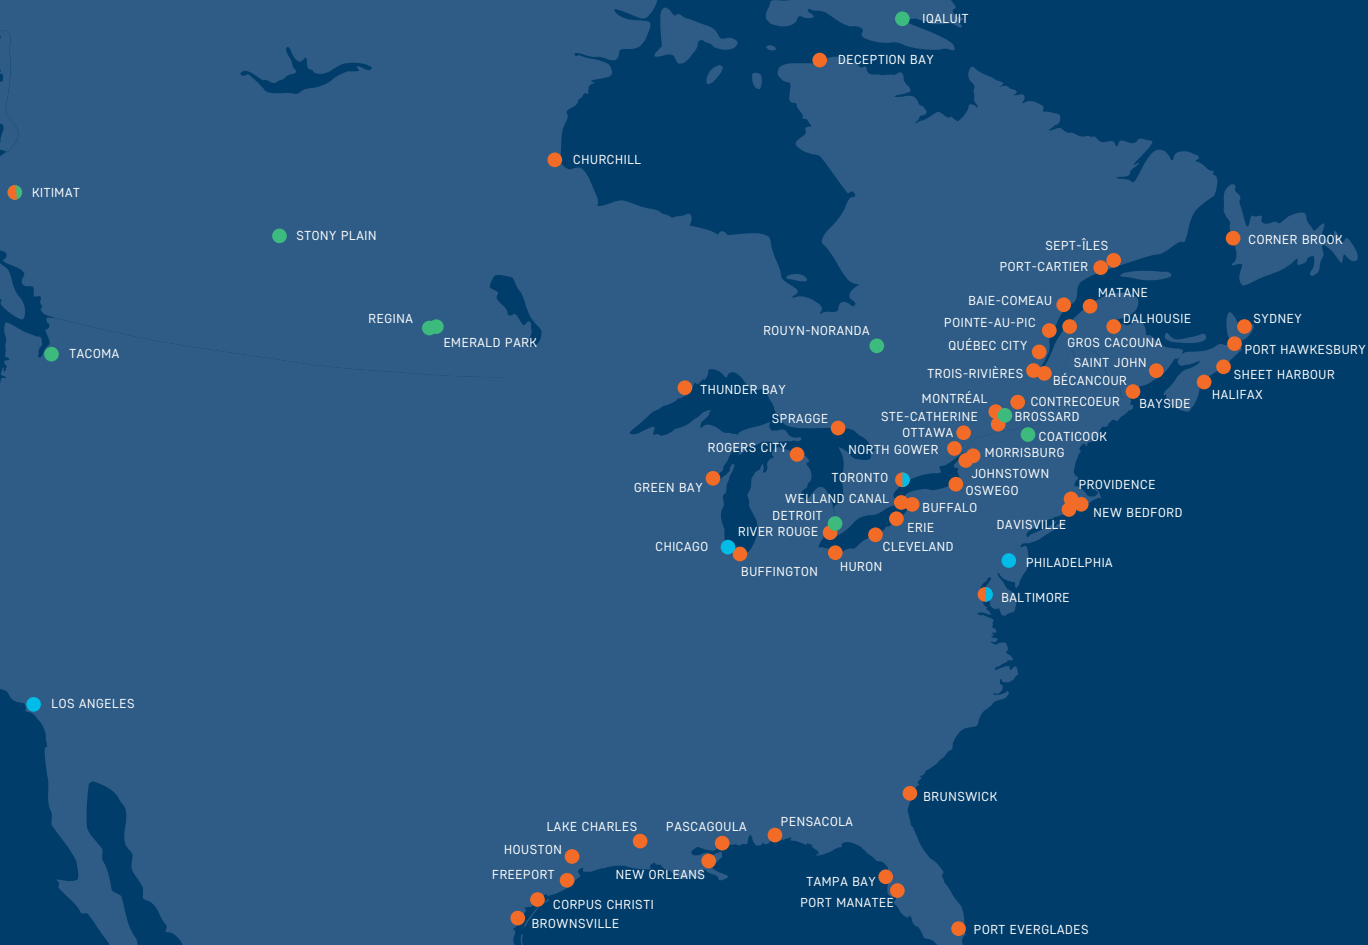 IQALUIT
DECEPTION BAY
CHURCHILL
KITIMAT
STONY PLAIN
CORNER BROOK
SEPT-ÎLES
PORT-CARTIER
MATANE
BAIE-COMEAU
REGINA
DALHOUSIE
SYDNEY
POINTE-AU-PIC
ROUYN-NORANDA
EMERALD PARK
GROS CACOUNA
QUÉBEC CITY
PORT HAWKESBURY
TACOMA
SAINT JOHN
TROIS-RIVIÈRES
SHEET HARBOUR
BÉCANCOUR
THUNDER BAY
HALIFAX
MONTRÉAL
CONTRECOEUR
BAYSIDE
SPRAGGE
STE-CATHERINE
BROSSARD
OTTAWA
COATICOOK
ROGERS CITY
NORTH GOWER
MORRISBURG
JOHNSTOWN
TORONTO
GREEN BAY
PROVIDENCE
OSWEGO
WELLAND CANAL
BUFFALO
NEW BEDFORD
DETROIT
DAVISVILLE
ERIE
RIVER ROUGE
CHICAGO
CLEVELAND
PHILADELPHIA
HURON
BUFFINGTON
BALTIMORE
LOS ANGELES
BRUNSWICK
PENSACOLA
LAKE CHARLES
PASCAGOULA
HOUSTON
FREEPORT
NEW ORLEANS
TAMPA BAY
PORT MANATEE
CORPUS CHRISTI
BROWNSVILLE
PORT EVERGLADES